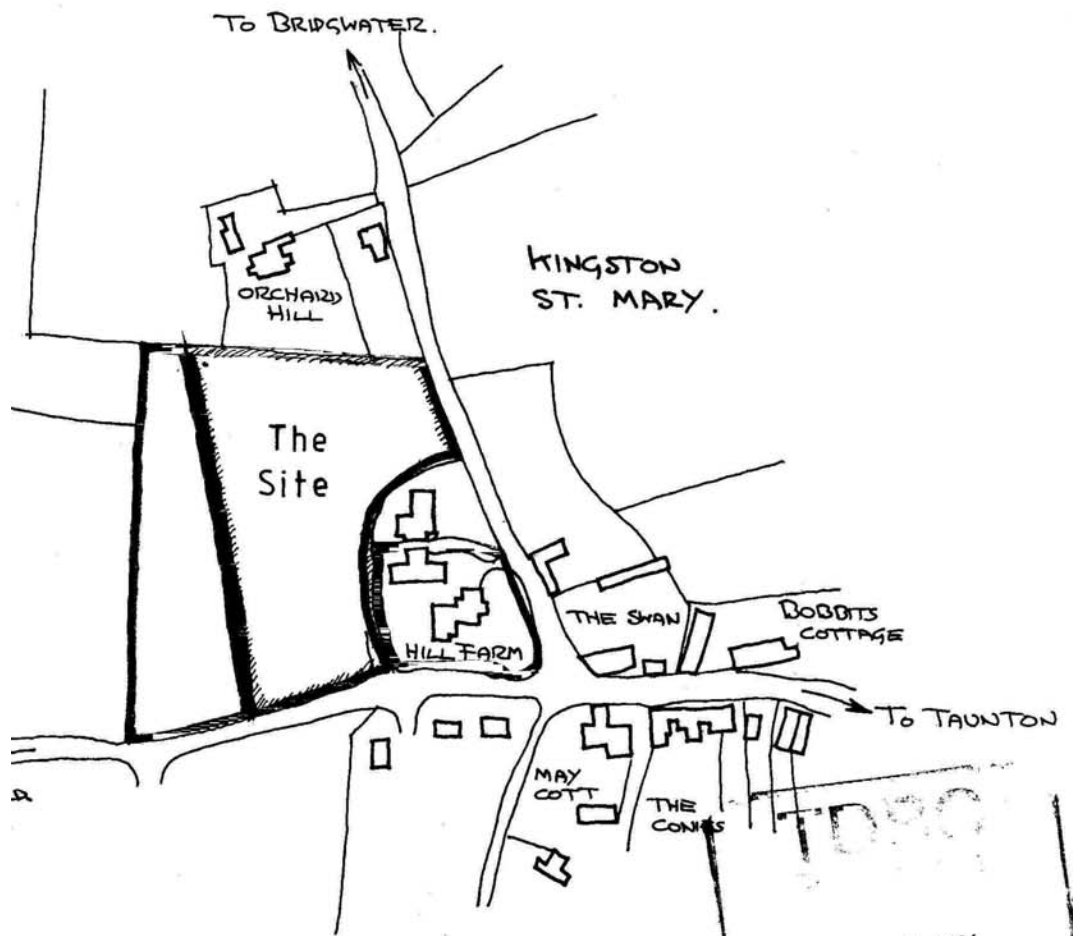 To BRIDGWATER.
KINGSTON
ST. MARY.
ORCHARD
HILL
The
Site
THE SWAN
BOBBITS
COTTAGE
HILL FARM
To TAUNTON
MAY
COTT
THE